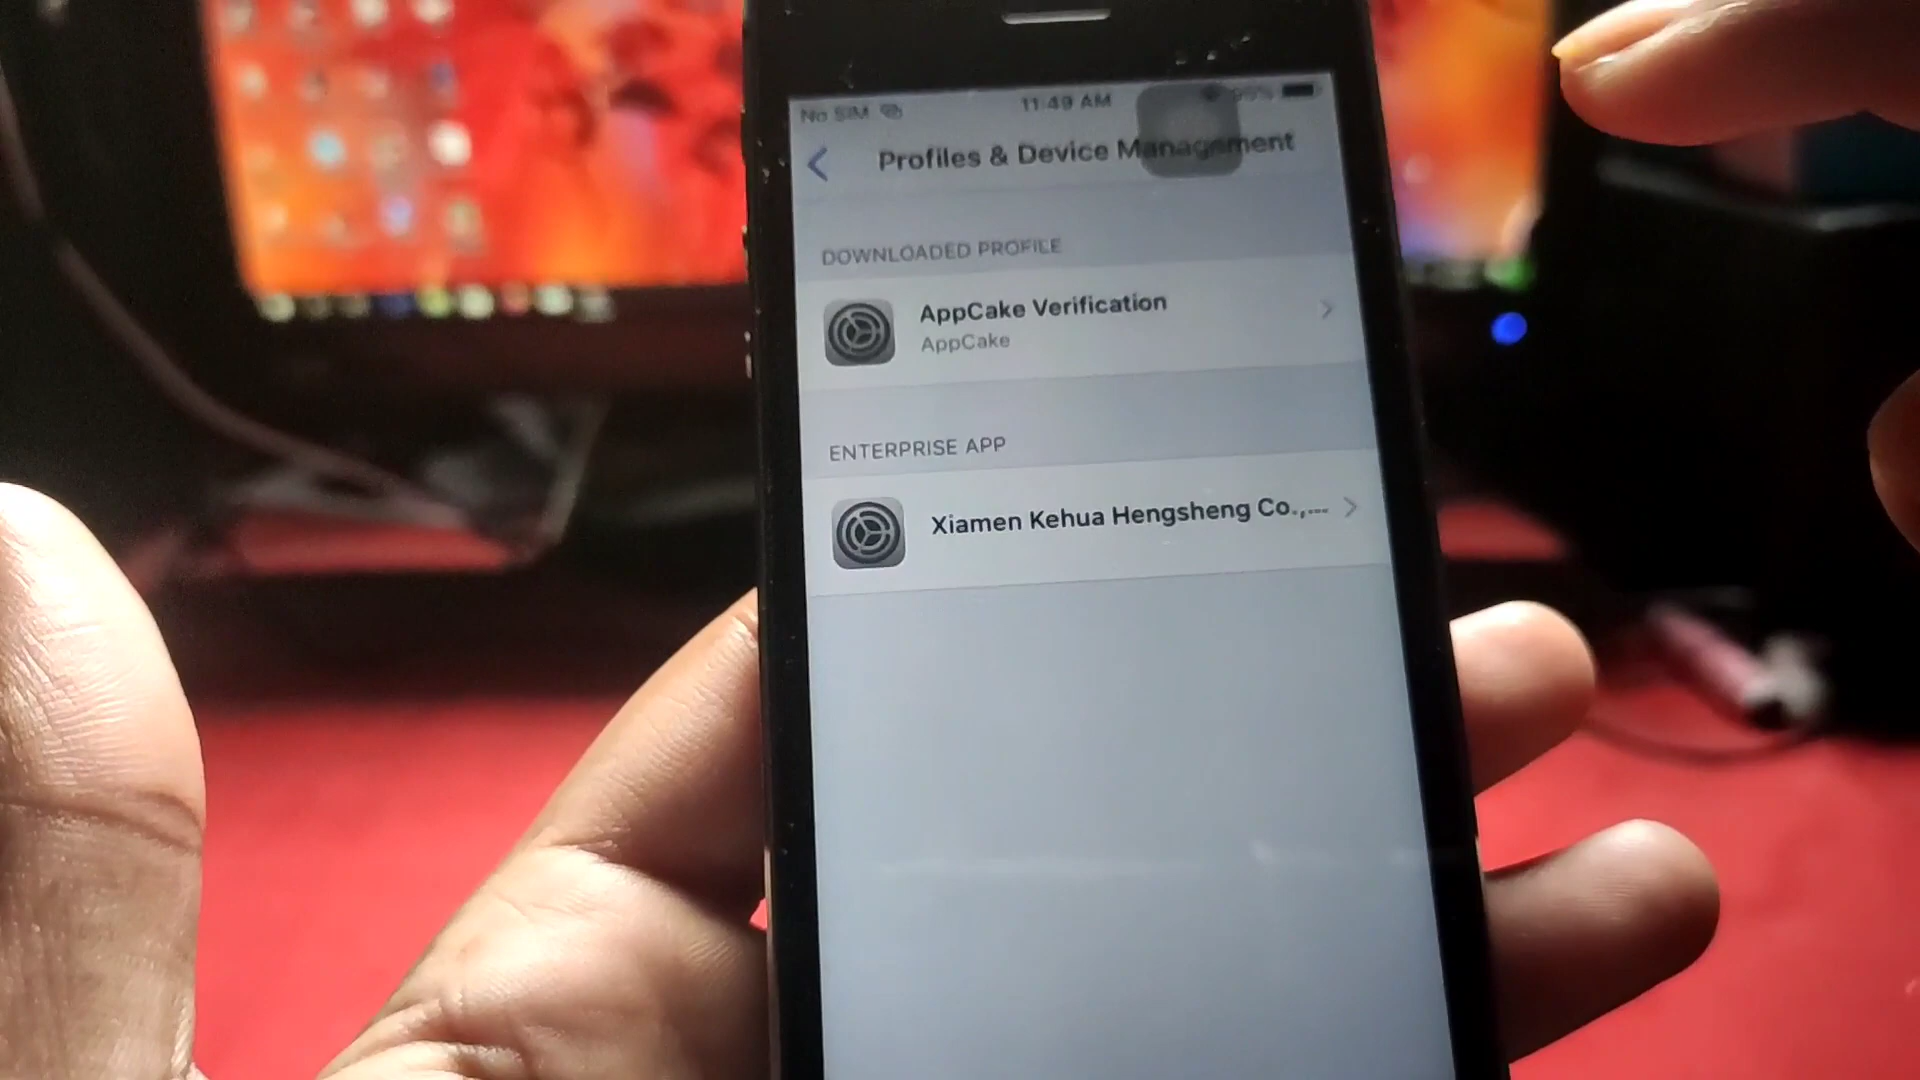 No SIM
11:49 AM
95%
Profiles & Device Management
DOWNLOADED PROFILE
AppCake Verification
AppCake
ENTERPRISE APP
Xiamen Kehua Hengsheng Co.,...